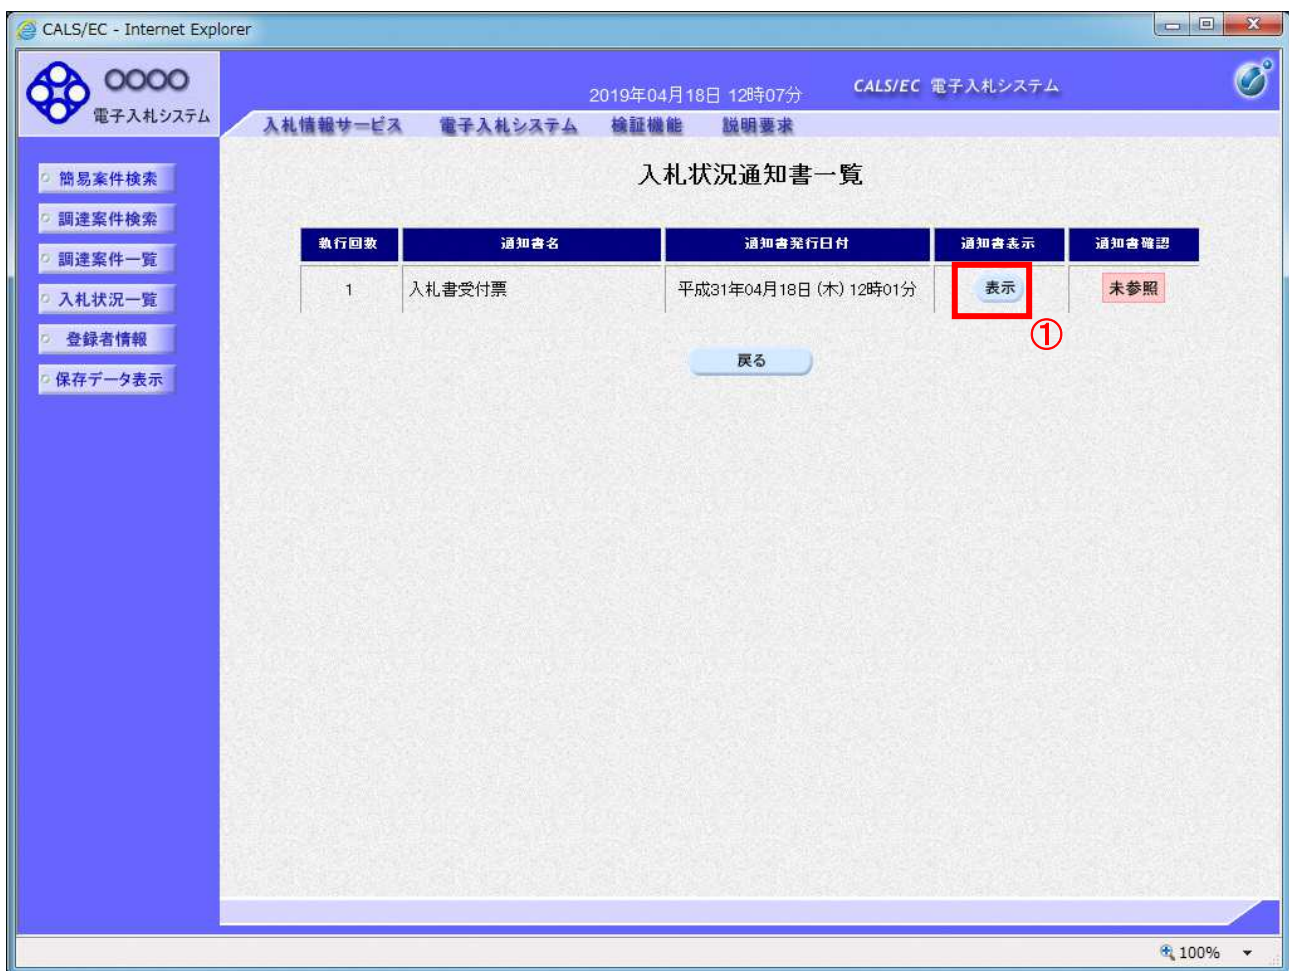 CALS/EC - Internet Explorer
OOOO
電子入札システム
2019年04月18日 12時07分
CALS/EC 電子入札システム
入札情報サービス 電子入札システム 検証機能 説明要求
簡易案件検索
調達案件検索
調達案件一覧
入札状況一覧
登録者情報
保存データ表示
入札状況通知書一覧
執行回数 通知書名 通知書発行日付 通知書表示 通知書確認
1 入札書受付票 平成31年04月18日(木) 12時01分 表示 未参照
①
戻る
100%